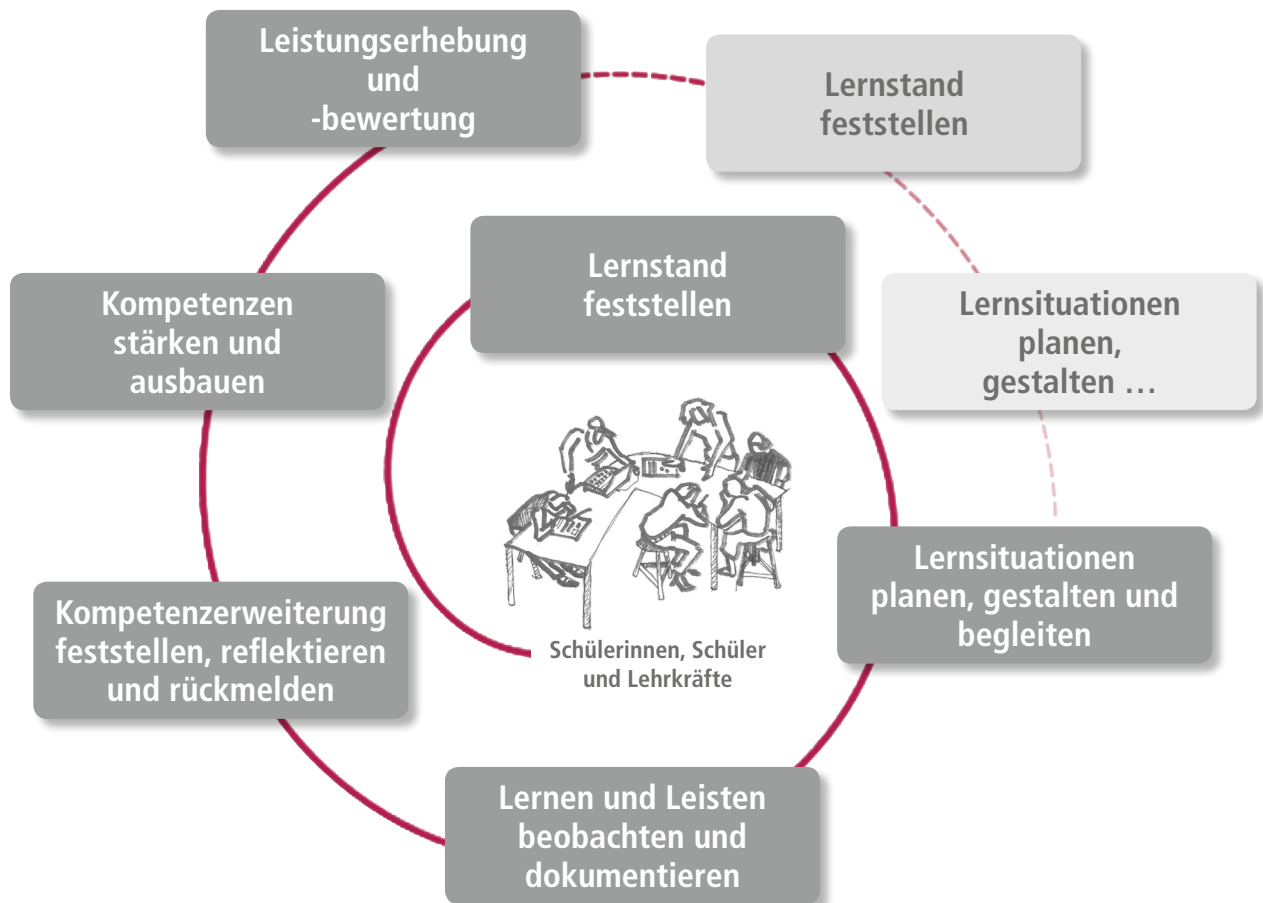 Leistungserhebung
und
-bewertung
Lernstand
feststellen
Lernstand
feststellen
Kompetenzen
stärken und
ausbauen
Lernsituationen
planen,
gestalten …
Lernsituationen
planen, gestalten und
begleiten
Kompetenzerweiterung
feststellen, reflektieren
und rückmelden
Schülerinnen, Schüler
und Lehrkräfte
Lernen und Leisten
beobachten und
dokumentieren